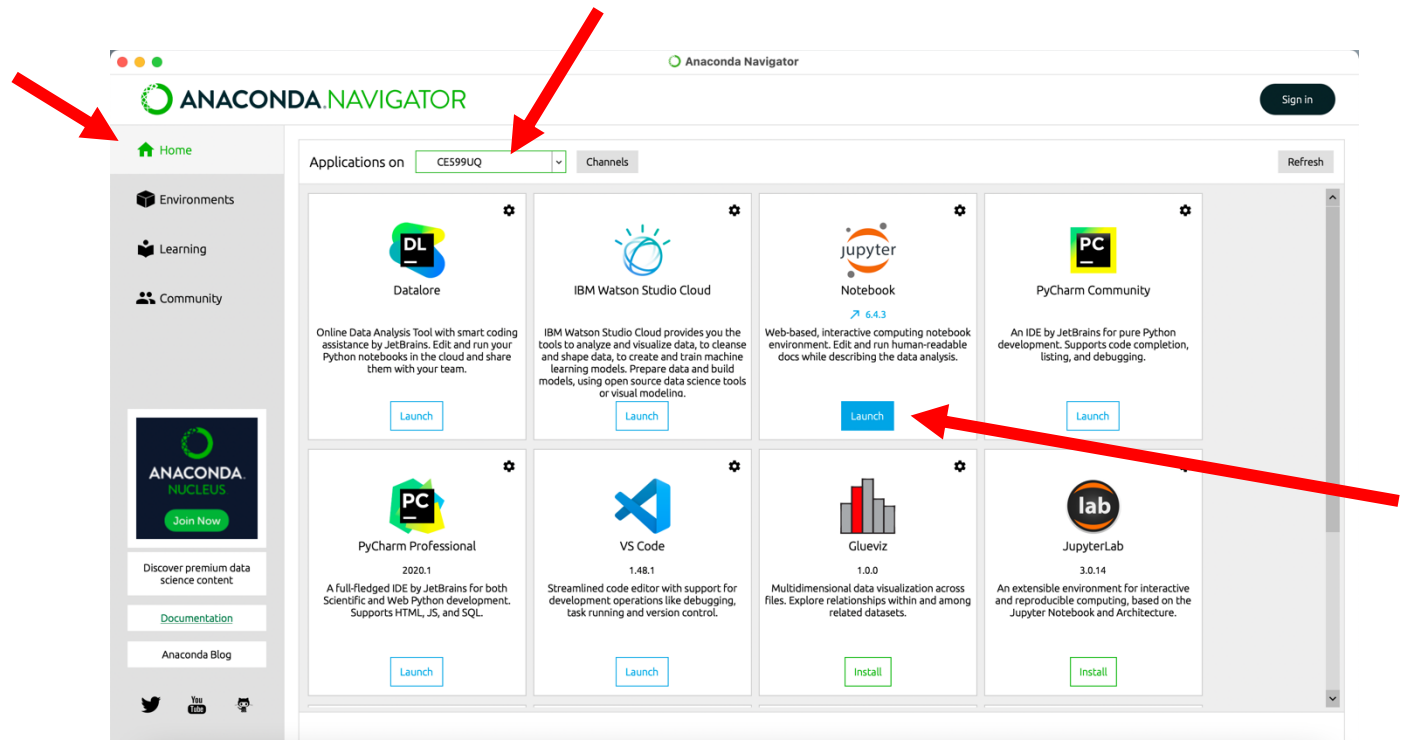 Anaconda Navigator
ANACONDA.NAVIGATOR
Sign in
Home
Environments
Learning
Community
Applications on
CE599UQ
Channels
Refresh
DL
Datalore
Online Data Analysis Tool with smart coding
assistance by JetBrains. Edit and run your
Python notebooks in the cloud and share
them with your team.
Launch
IBM Watson Studio Cloud
IBM Watson Studio Cloud provides you the
tools to analyze and visualize data, to cleanse
and shape data, to create and train machine
learning models. Prepare data and build
models, using open source data science tools
or visual modeling.
Launch
jupyter
Notebook
6.4.3
Web-based, interactive computing notebook
environment. Edit and run human-readable
docs while describing the data analysis.
Launch
PC
PyCharm Community
An IDE by JetBrains for pure Python
development. Supports code completion,
listing, and debugging.
Launch
PC
PyCharm Professional
2020.1
A full-fledged IDE by JetBrains for both
Scientific and Web Python development.
Supports HTML, JS, and SQL.
Launch
VS Code
1.48.1
Streamlined code editor with support for
development operations like debugging,
task running and version control.
Launch
Glueviz
1.0.0
Multidimensional data visualization across
files. Explore relationships within and among
related datasets.
Install
lab
JupyterLab
3.0.14
An extensible environment for interactive
and reproducible computing, based on the
Jupyter Notebook and Architecture.
Install
ANACONDA.
NUCLEUS
Join Now
Discover premium data
science content
Documentation
Anaconda Blog
You
Tube